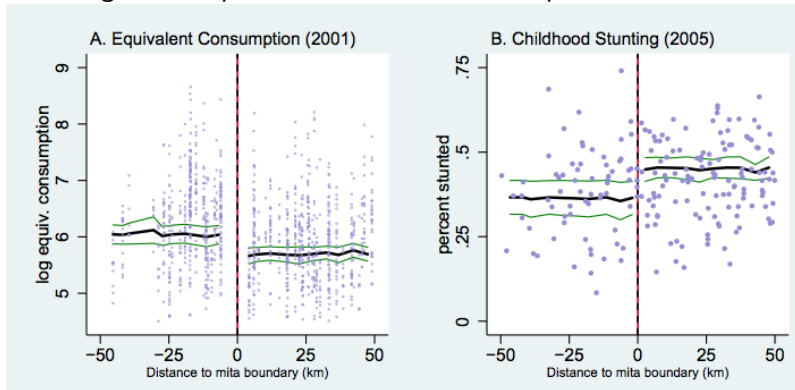 A. Equivalent Consumption (2001)
log equiv. consumption
9
8
7
6
5
−50 −25 0 25 50
Distance to mita boundary (km)
B. Childhood Stunting (2005)
percent stunted
.75
.5
.25
0
−50 −25 0 25 50
Distance to mita boundary (km)